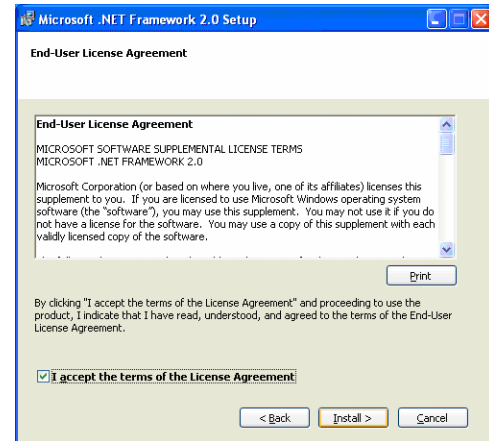 Microsoft .NET Framework 2.0 Setup
End-User License Agreement
End-User License Agreement
MICROSOFT SOFTWARE SUPPLEMENTAL LICENSE TERMS
MICROSOFT .NET FRAMEWORK 2.0
Microsoft Corporation (or based on where you live, one of its affiliates) licenses this
supplement to you.  If you are licensed to use Microsoft Windows operating system
software (the "software"), you may use this supplement.  You may not use it if you do
not have a license for the software.  You may use a copy of this supplement with each
validly licensed copy of the software.
Print
By clicking "I accept the terms of the License Agreement" and proceeding to use the
product, I indicate that I have read, understood, and agreed to the terms of the End-User
License Agreement.
I accept the terms of the License Agreement
< Back
Install >
Cancel